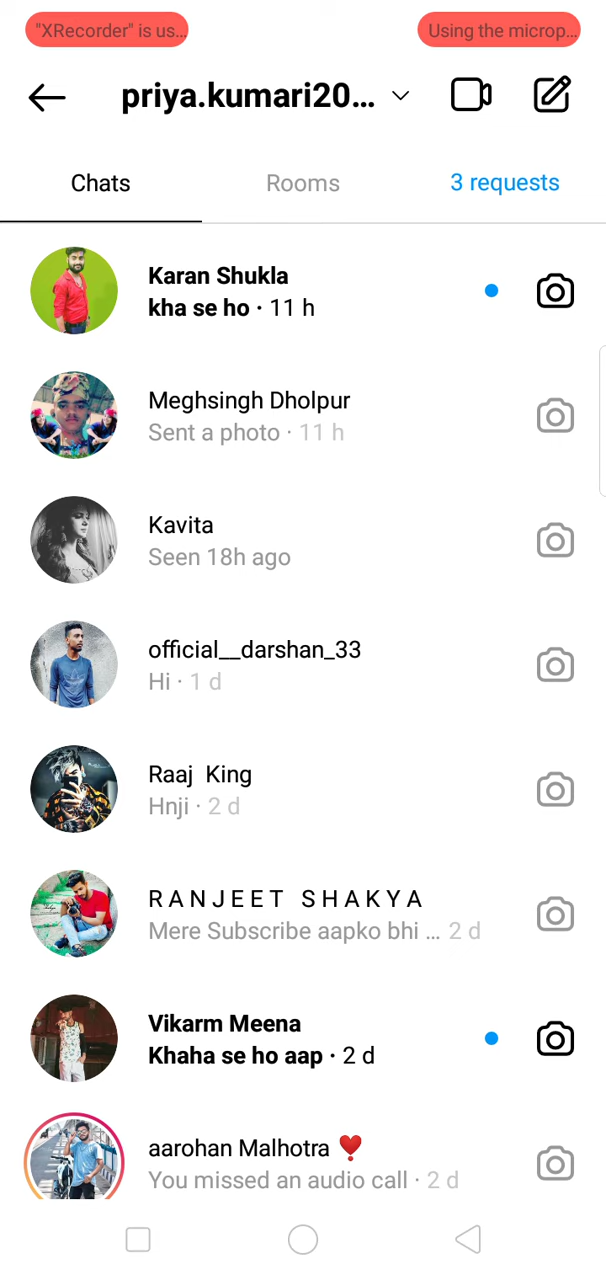 "XRecorder" is us...
Using the microp...
priya.kumari20...
Chats
Rooms
3 requests
Karan Shukla
kha se ho · 11 h
Meghsingh Dholpur
Sent a photo · 11 h
Kavita
Seen 18h ago
official__darshan_33
Hi · 1 d
Raaj King
Hnji · 2 d
RANJEET SHAKYA
Mere Subscribe aapko bhi ... 2 d
Vikarm Meena
Khaha se ho aap · 2 d
aarohan Malhotra ❣️
You missed an audio call · 2 d